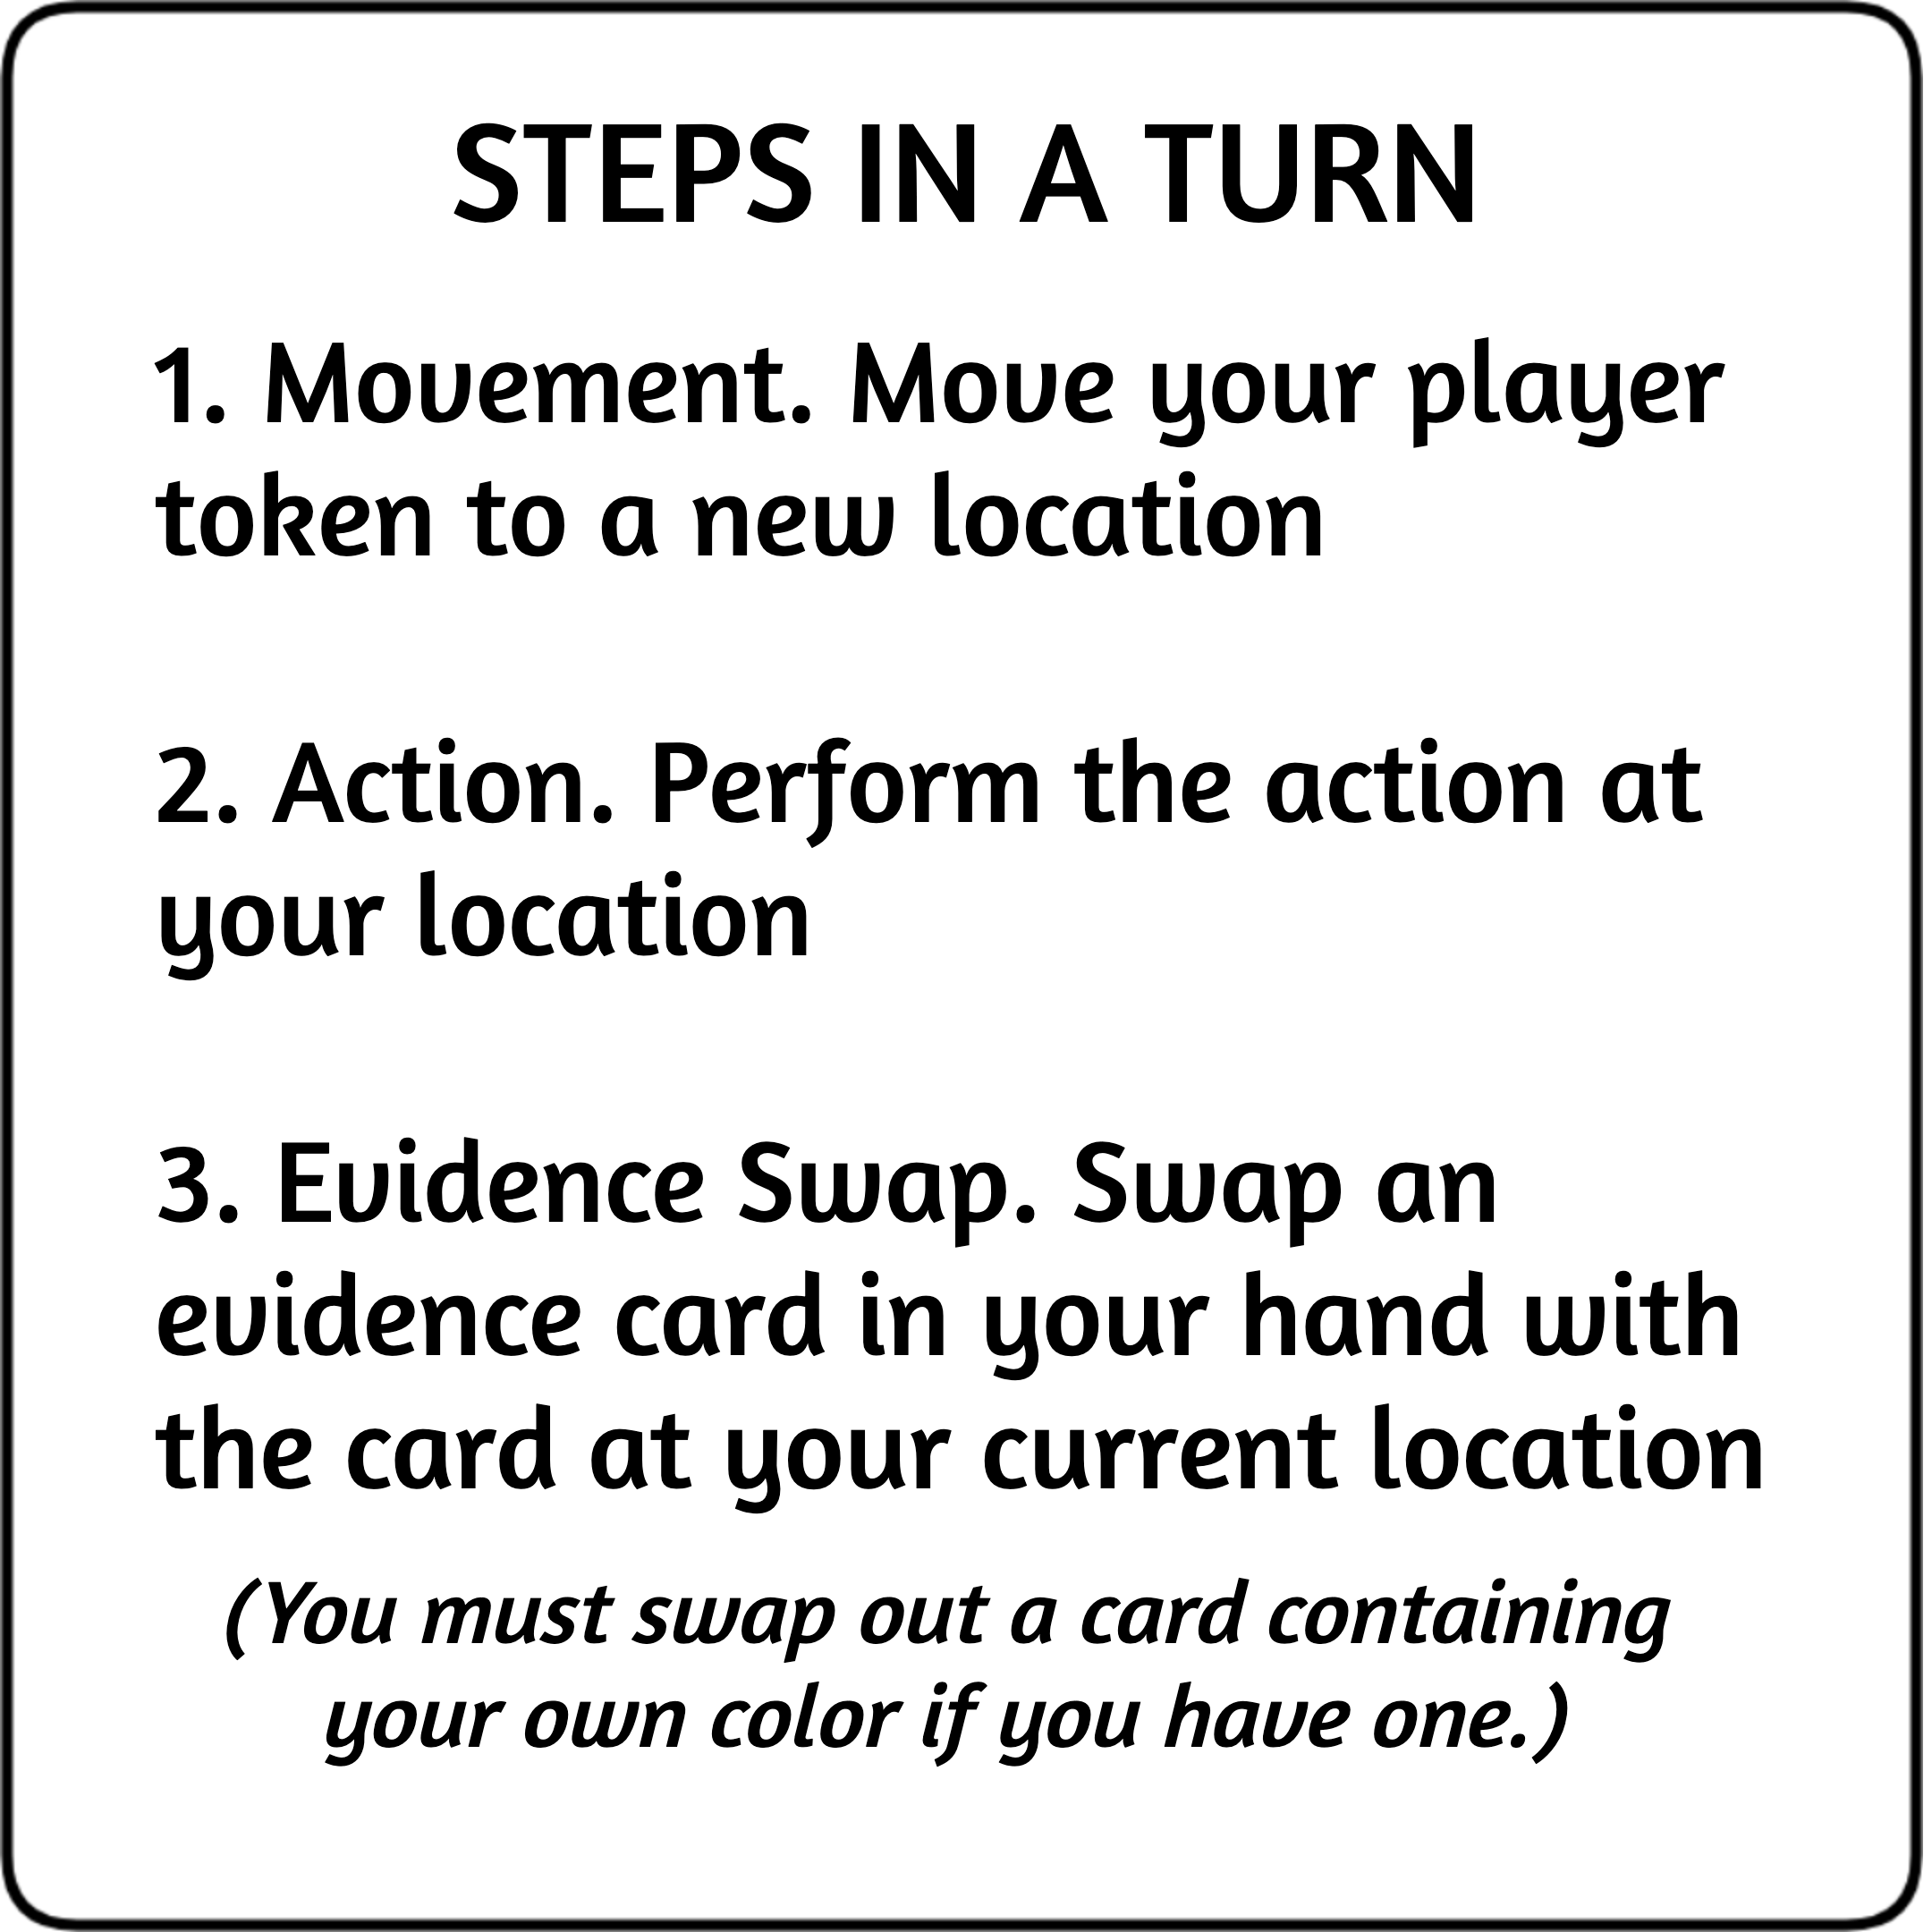 STEPS IN A TURN
1. Movement. Move your player
token to a new location
2. Action. Perform the action at
your location
3. Evidence Swap. Swap an
evidence card in your hand with
the card at your current location
(You must swap out a card containing
your own color if you have one.)